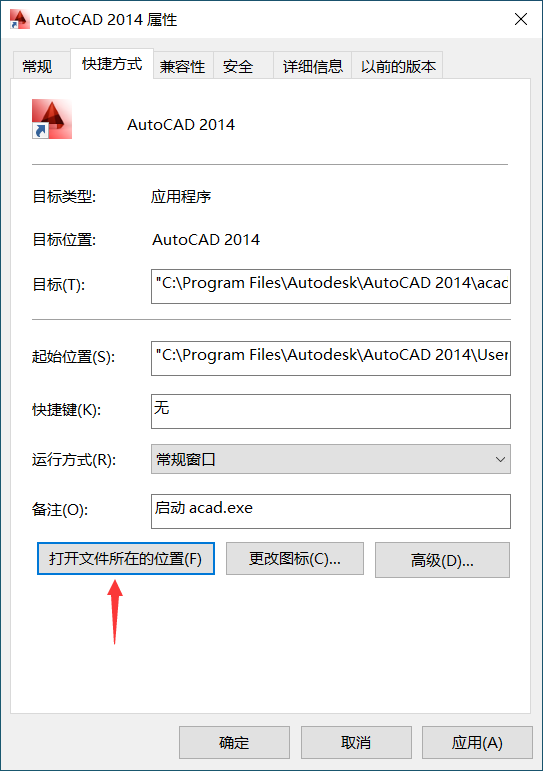 AutoCAD 2014 属性
常规 快捷方式 兼容性 安全 详细信息 以前的版本
AutoCAD 2014
目标类型: 应用程序
目标位置: AutoCAD 2014
目标(T): "C:\Program Files\Autodesk\AutoCAD 2014\acac
起始位置(S): "C:\Program Files\Autodesk\AutoCAD 2014\User
快捷键(K): 无
运行方式(R): 常规窗口
备注(O): 启动 acad.exe
打开文件所在的位置(F) 更改图标(C)... 高级(D)...
确定 取消 应用(A)